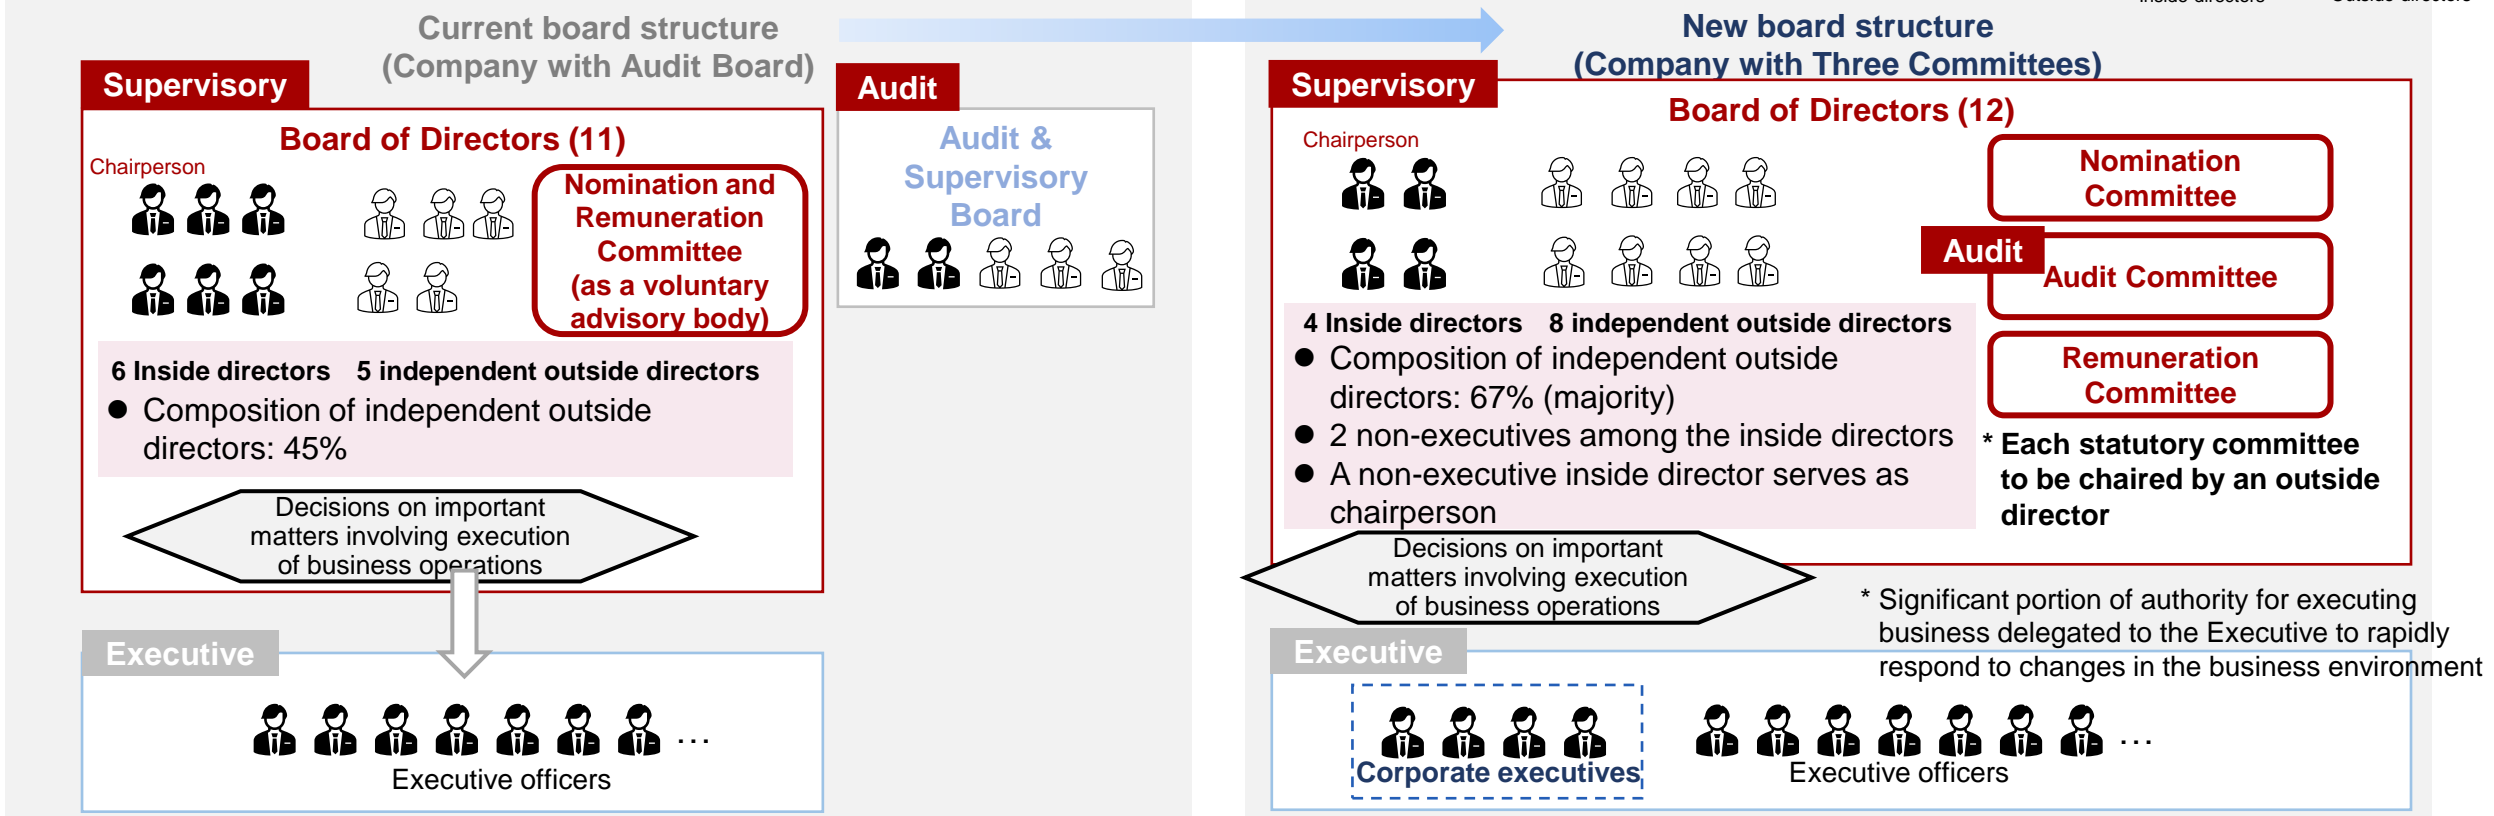 Inside directors
Outside directors
Current board structure
(Company with Audit Board)
Supervisory
Board of Directors (11)
Chairperson
Nomination and
Remuneration
Committee
(as a voluntary
advisory body)
6 Inside directors 5 independent outside directors
● Composition of independent outside
directors: 45%
Decisions on important
matters involving execution
of business operations
Audit
Audit &
Supervisory
Board
Executive
Executive officers
...
New board structure
(Company with Three Committees)
Supervisory
Board of Directors (12)
Chairperson
Nomination
Committee
Audit
Audit Committee
Remuneration
Committee
4 Inside directors 8 independent outside directors
● Composition of independent outside
directors: 67% (majority)
● 2 non-executives among the inside directors
● A non-executive inside director serves as
chairperson
* Each statutory committee
to be chaired by an outside
director
Decisions on important
matters involving execution
of business operations
* Significant portion of authority for executing
business delegated to the Executive to rapidly
respond to changes in the business environment
Executive
Corporate executives
Executive officers
...